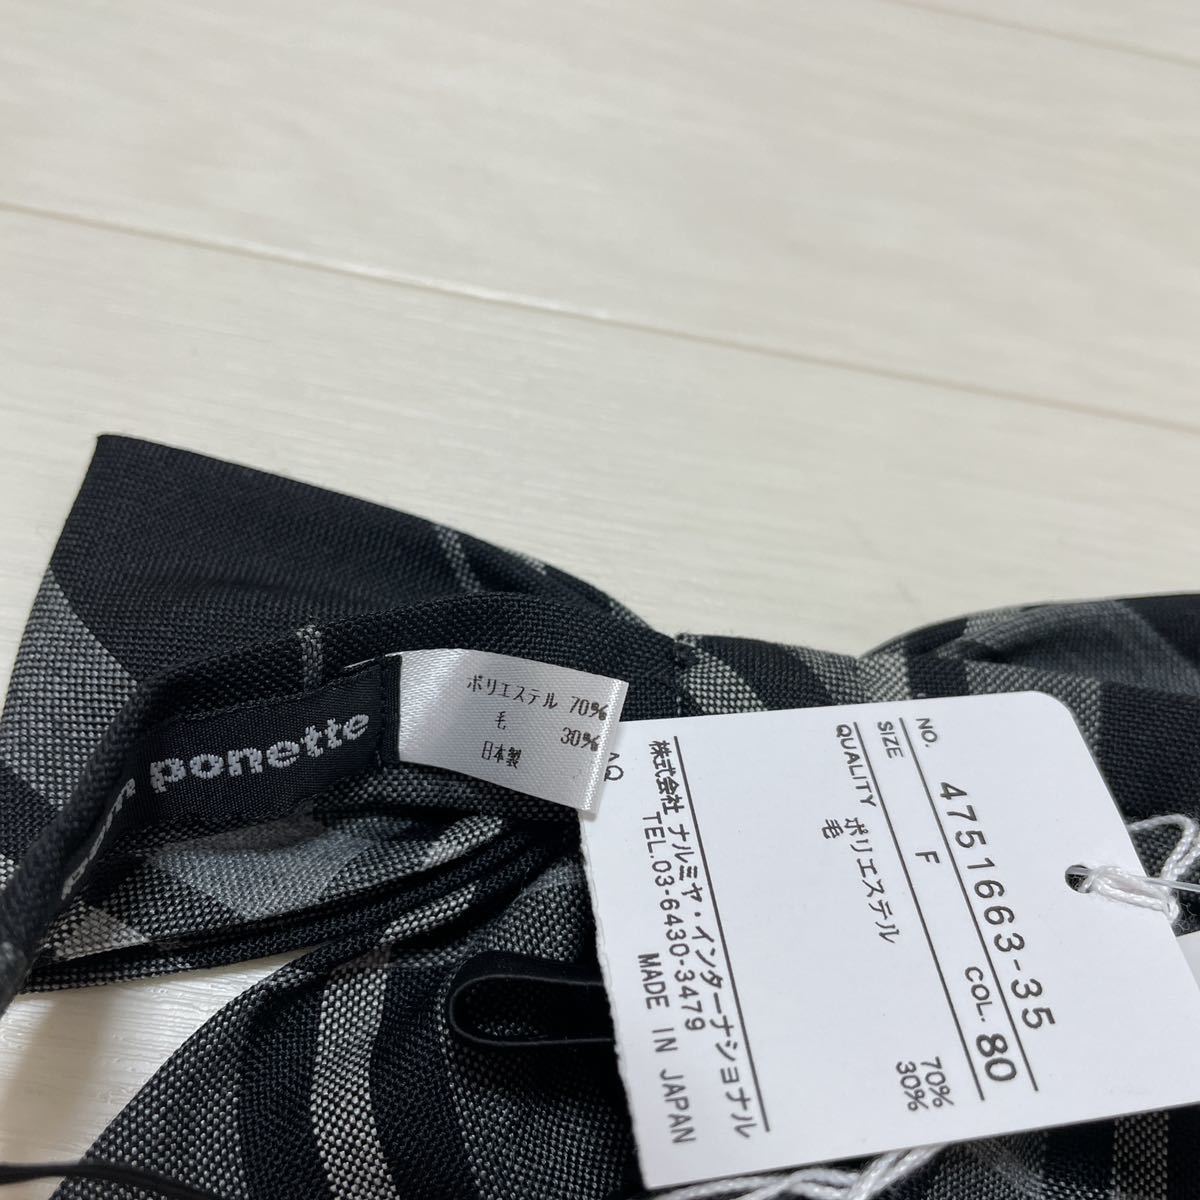 ponette
ポリエステル 70%
毛 30%
日本製
NO. 4751663-35
SIZE F COL. 80
QUALITY ポリエステル 70%
毛 30%
株式会社 ナルミヤ・インターナショナル
TEL.03-6430-3479
MADE IN JAPAN